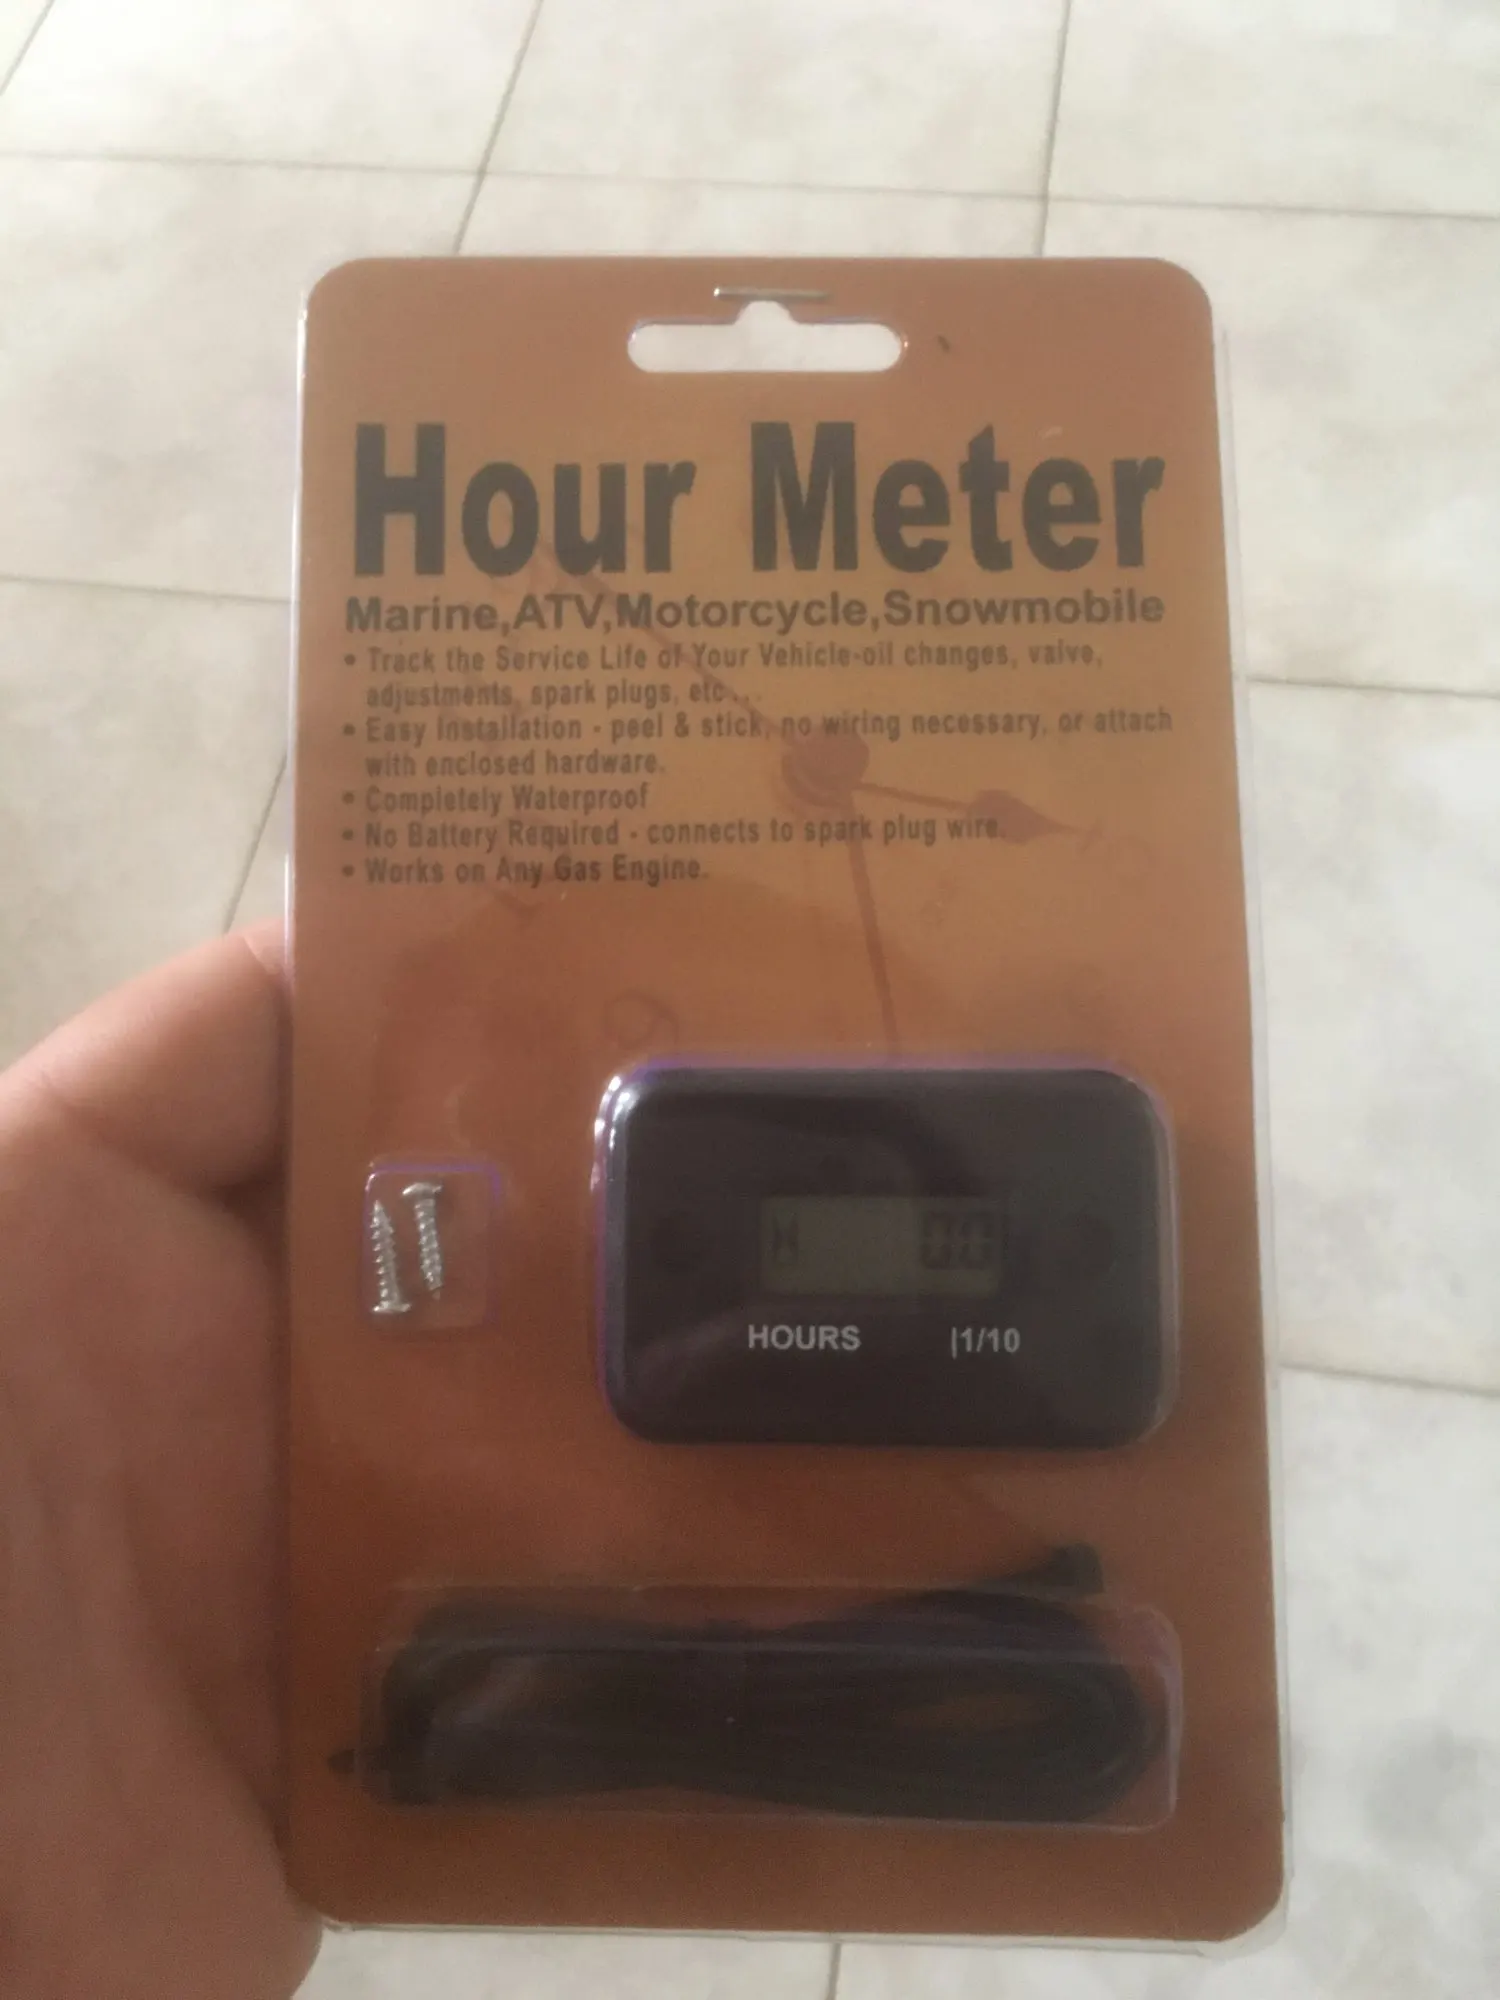 Hour Meter
Marine,ATV,Motorcycle,Snowmobile
• Track the Service Life of Your Vehicle-oil changes, valve,
adjustments, spark plugs, etc ...
• Easy Installation - peel & stick, no wiring necessary, or attach
with enclosed hardware.
• Completely Waterproof
• No Battery Required - connects to spark plug wire.
• Works on Any Gas Engine.
H 0.0
HOURS |1/10